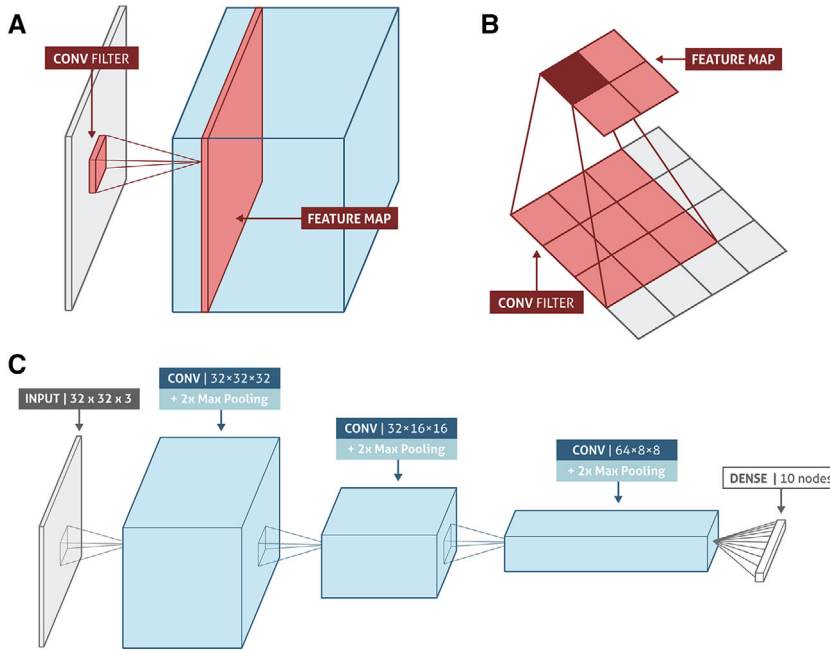 A
CONV FILTER
FEATURE MAP
B
FEATURE MAP
CONV FILTER
C
INPUT | 32 x 32 x 3
CONV | 32×32×32
+ 2x Max Pooling
CONV | 32×16×16
+ 2x Max Pooling
CONV | 64×8×8
+ 2x Max Pooling
DENSE | 10 nodes